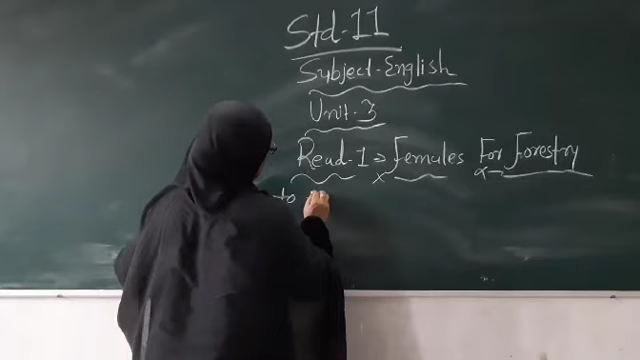 Std-11
Subject-English
Unit-3
Read-1 → Females For Forestry
to